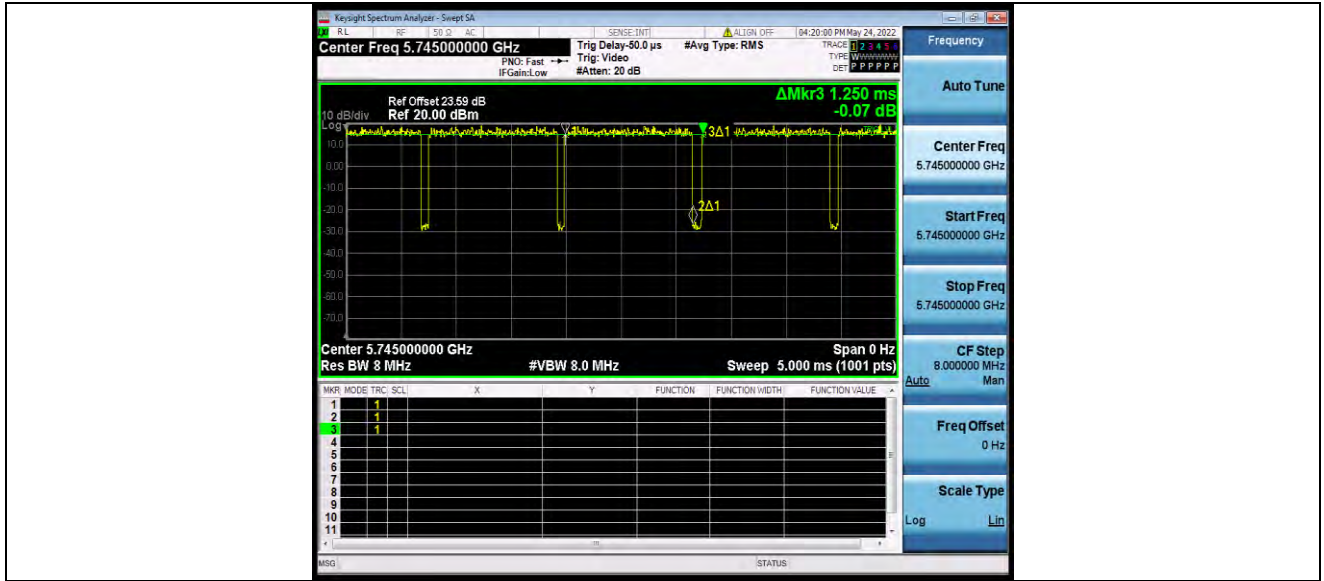 Keysight Spectrum Analyzer - Swept SA
RL RF 50 Ω AC SENSE:INT ALIGN OFF 04:20:00 PM May 24, 2022
Center Freq 5.745000000 GHz
Trig Delay-50.0 µs #Avg Type: RMS
TRACE 1 2 3 4 5 6
PNO: Fast Trig: Video
TYPE WWWWWW
IFGain:Low #Atten: 20 dB
DET P P P P P P
Frequency
Auto Tune
ΔMkr3 1.250 ms
-0.07 dB
Ref Offset 23.59 dB
10 dB/div Ref 20.00 dBm
Log
3Δ1
2Δ1
10.0
0.00
-10.0
-20.0
-30.0
-40.0
-50.0
-60.0
-70.0
Center Freq
5.745000000 GHz
Start Freq
5.745000000 GHz
Stop Freq
5.745000000 GHz
Center 5.745000000 GHz Span 0 Hz
Res BW 8 MHz #VBW 8.0 MHz Sweep 5.000 ms (1001 pts)
CF Step
8.000000 MHz
Auto Man
MKR MODE TRC SCL X Y FUNCTION FUNCTION WIDTH FUNCTION VALUE
1 1
2 1
3 1
4
5
6
7
8
9
10
11
Freq Offset
0 Hz
Scale Type
Log Lin
MSG STATUS